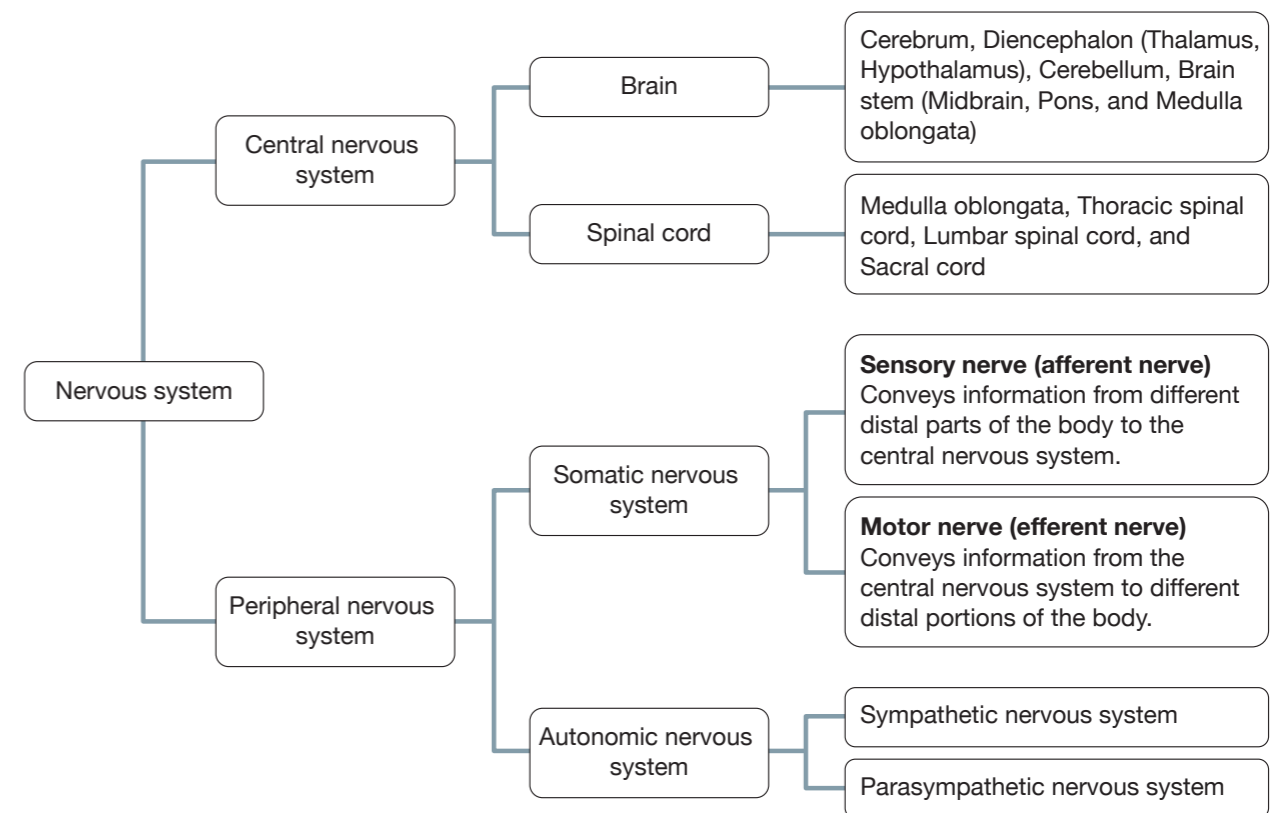 Nervous system
Central nervous
system
Brain
Cerebrum, Diencephalon (Thalamus,
Hypothalamus), Cerebellum, Brain
stem (Midbrain, Pons, and Medulla
oblongata)
Spinal cord
Medulla oblongata, Thoracic spinal
cord, Lumbar spinal cord, and
Sacral cord
Peripheral nervous
system
Somatic nervous
system
Sensory nerve (afferent nerve)
Conveys information from different
distal parts of the body to the
central nervous system.
Motor nerve (efferent nerve)
Conveys information from the
central nervous system to different
distal portions of the body.
Autonomic nervous
system
Sympathetic nervous system
Parasympathetic nervous system